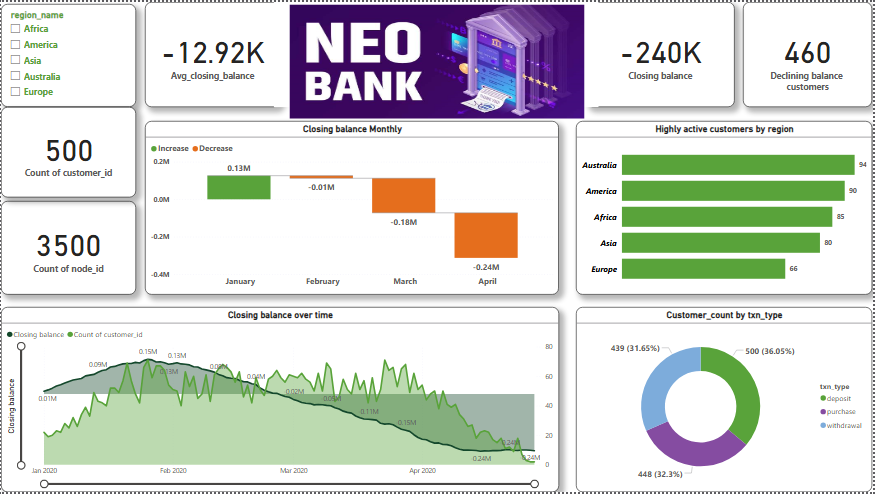 region_name
Africa
America
Asia
Australia
Europe
-12.92K
Avg_closing_balance
NEO
BANK
-240K
Closing balance
460
Declining balance
customers
500
Count of customer_id
3500
Count of node_id
Closing balance Monthly
Increase Decrease
0.2M
0.0M
-0.2M
-0.4M
0.13M
-0.01M
-0.18M
-0.24M
January February March April
Highly active customers by region
Australia 94
America 90
Africa 85
Asia 80
Europe 66
Closing balance over time
Closing balance Count of customer_id
Closing balance
0.01M
0.09M
0.15M
0.13M
0.03M
0.04M
0.02M
0.11M
0.15M
0.24M
0.24M
0.24M
80
60
40
20
0
Jan 2020 Feb 2020 Mar 2020 Apr 2020
Customer_count by txn_type
439 (31.65%)
500 (36.05%)
448 (32.3%)
txn_type
deposit
purchase
withdrawal